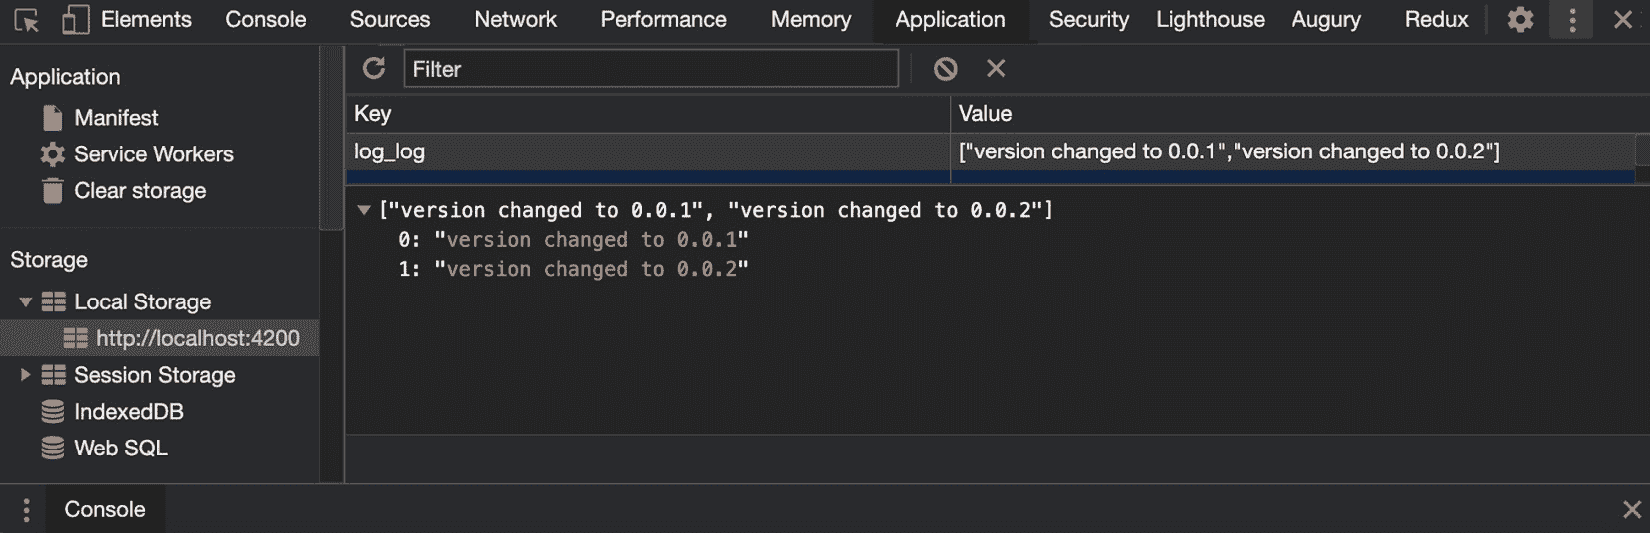 Elements Console Sources Network Performance Memory Application Security Lighthouse Augury Redux
Application
Manifest
Service Workers
Clear storage
Storage
Local Storage
http://localhost:4200
Session Storage
IndexedDB
Web SQL
Filter
Key Value
log_log ["version changed to 0.0.1","version changed to 0.0.2"]
["version changed to 0.0.1", "version changed to 0.0.2"]
0: "version changed to 0.0.1"
1: "version changed to 0.0.2"
Console